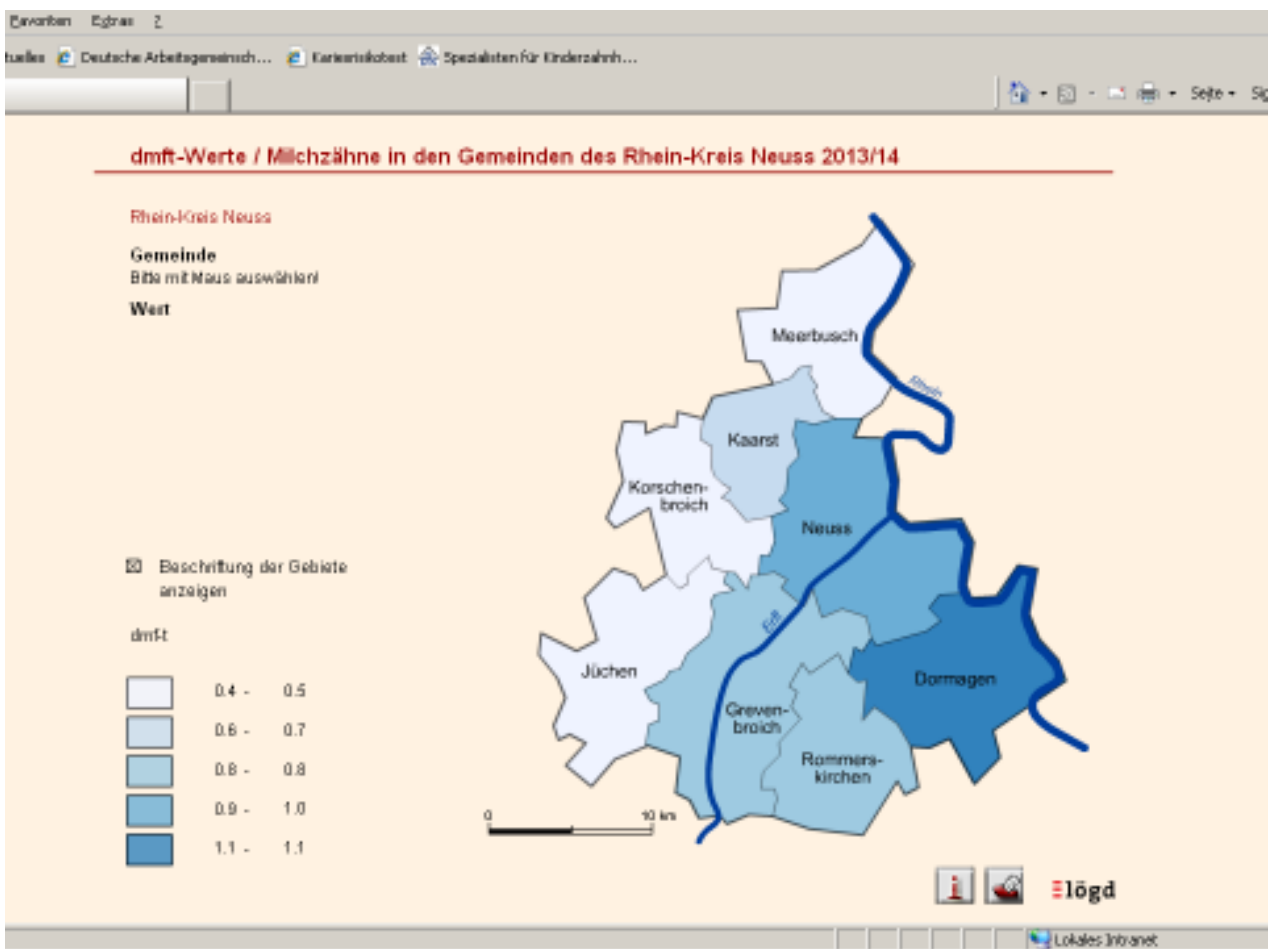 Favoriten Extras ?
tuelles Deutsche Arbeitsgemeinsch... Kariesrisikotest Spezialisten für Kinderzahnh...
Seite
dmft-Werte / Milchzähne in den Gemeinden des Rhein-Kreis Neuss 2013/14
Rhein-Kreis Neuss
Gemeinde
Bitte mit Maus auswählen!
Wert
Meerbusch
Rhein
Kaarst
Korschen-
broich
Neuss
Beschriftung der Gebiete
anzeigen
Erft
dmf-t
Jüchen
Dormagen
0.4 - 0.5
Greven-
broich
0.6 - 0.7
Rommers-
kirchen
0.8 - 0.8
0.9 - 1.0
0 10 km
1.1 - 1.1
i lögd
Lokales Intranet